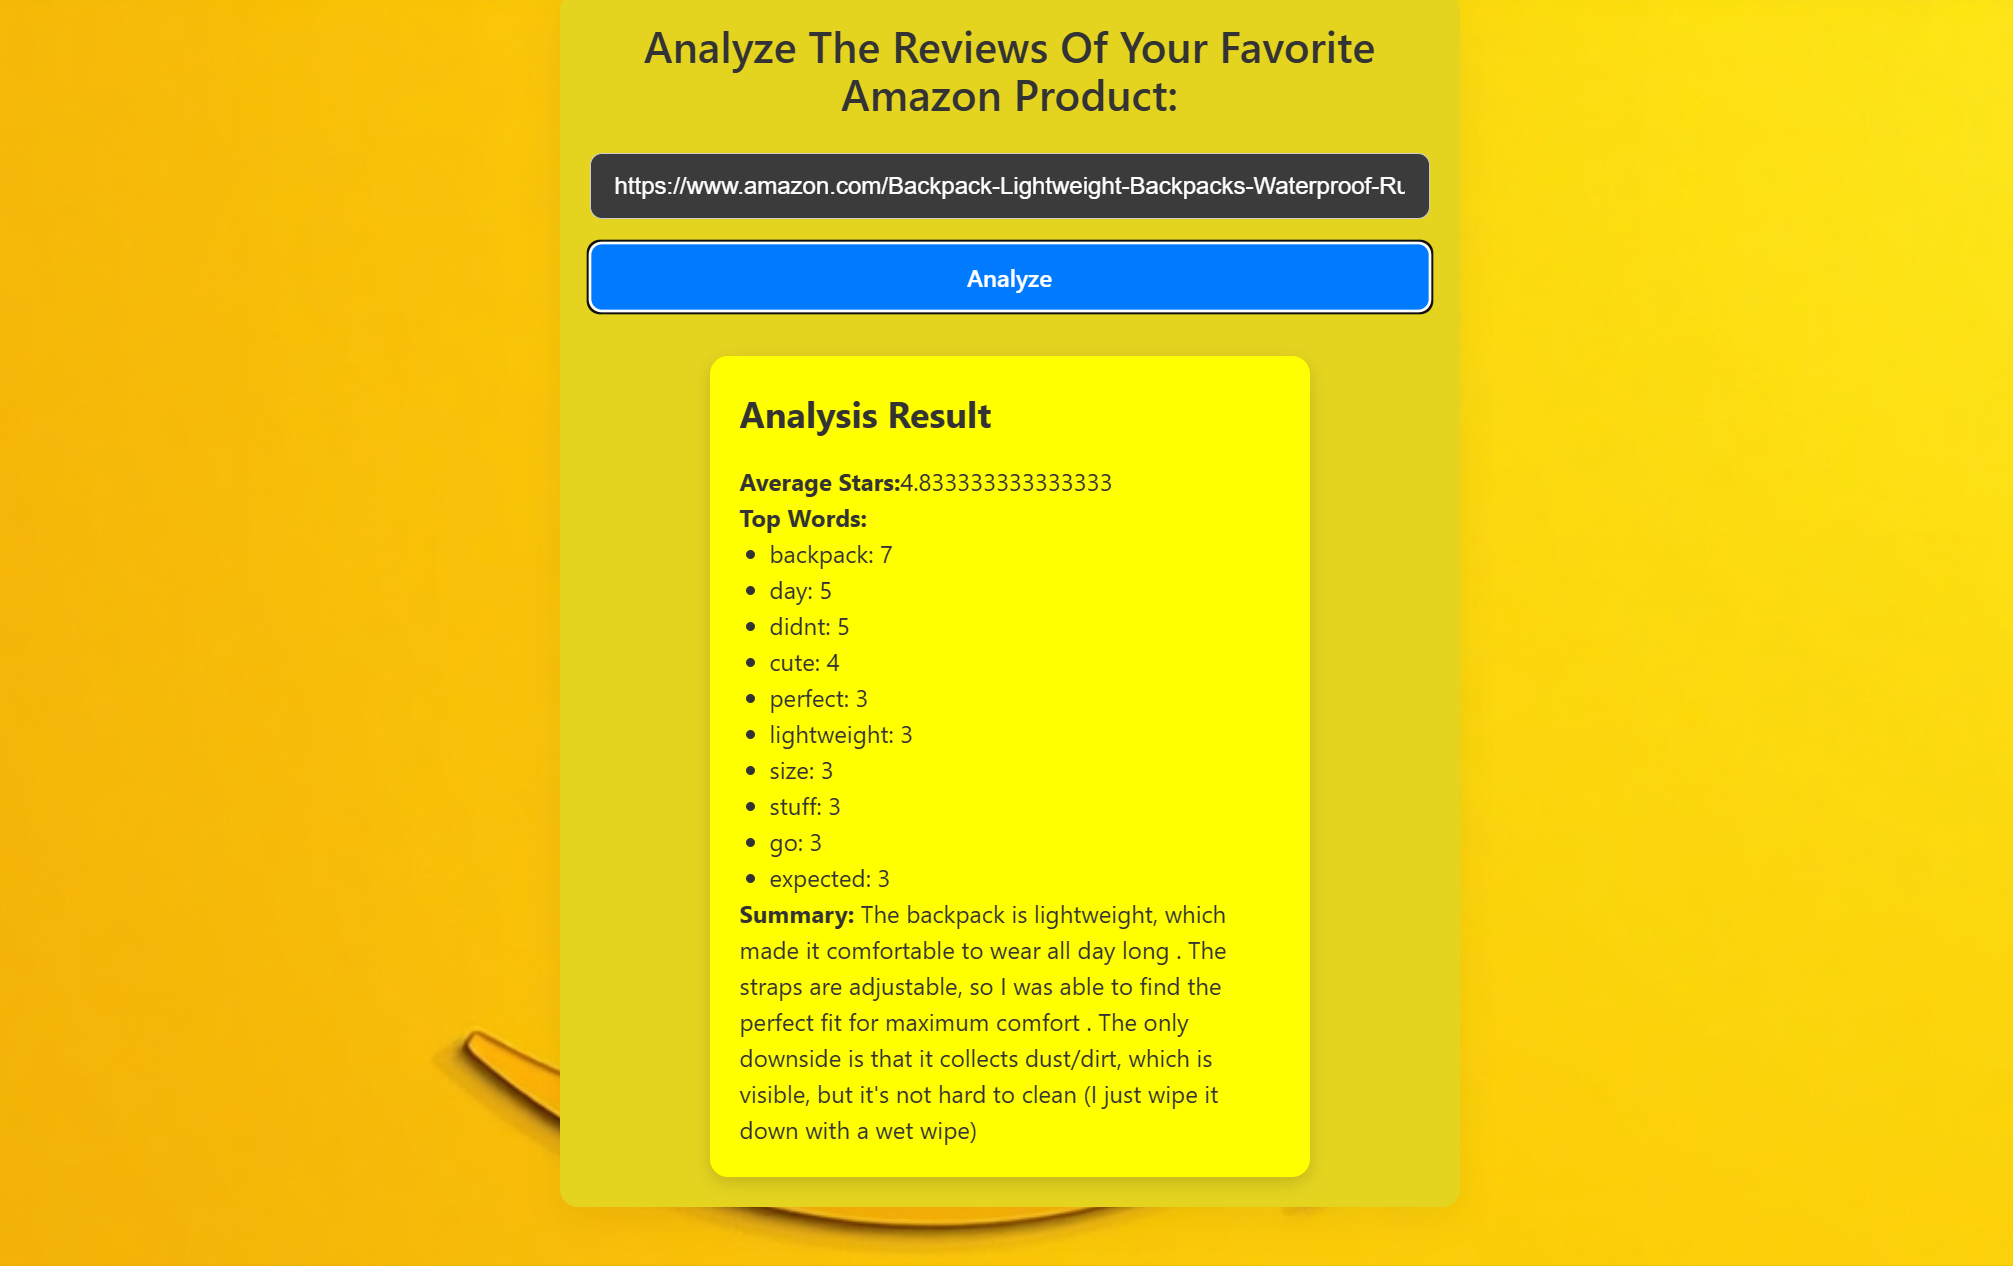 Analyze The Reviews Of Your Favorite
Amazon Product:
https://www.amazon.com/Backpack-Lightweight-Backpacks-Waterproof-Ru
Analyze
Analysis Result
Average Stars:4.833333333333333
Top Words:
• backpack: 7
• day: 5
• didnt: 5
• cute: 4
• perfect: 3
• lightweight: 3
• size: 3
• stuff: 3
• go: 3
• expected: 3
Summary: The backpack is lightweight, which
made it comfortable to wear all day long . The
straps are adjustable, so I was able to find the
perfect fit for maximum comfort . The only
downside is that it collects dust/dirt, which is
visible, but it's not hard to clean (I just wipe it
down with a wet wipe)